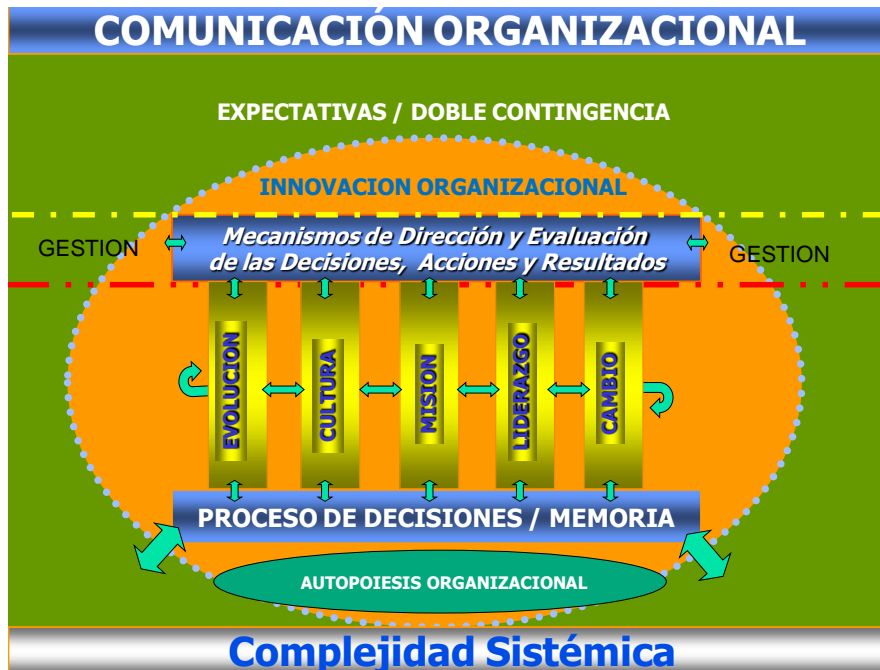 COMUNICACIÓN ORGANIZACIONAL
EXPECTATIVAS / DOBLE CONTINGENCIA
INNOVACION ORGANIZACIONAL
GESTION
Mecanismos de Dirección y Evaluación
de las Decisiones, Acciones y Resultados
GESTION
EVOLUCION
CULTURA
MISION
LIDERAZGO
CAMBIO
PROCESO DE DECISIONES / MEMORIA
AUTOPOIESIS ORGANIZACIONAL
Complejidad Sistémica